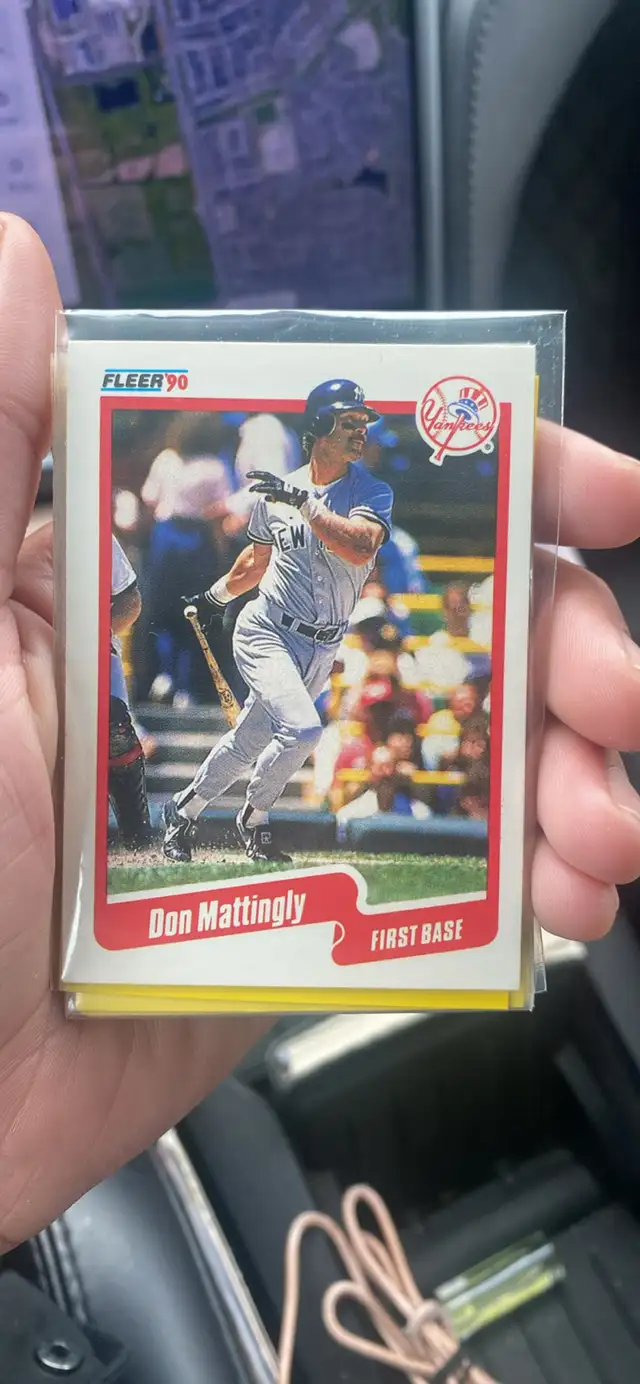 FLEER '90
Yankees
NEW
Don Mattingly
FIRST BASE